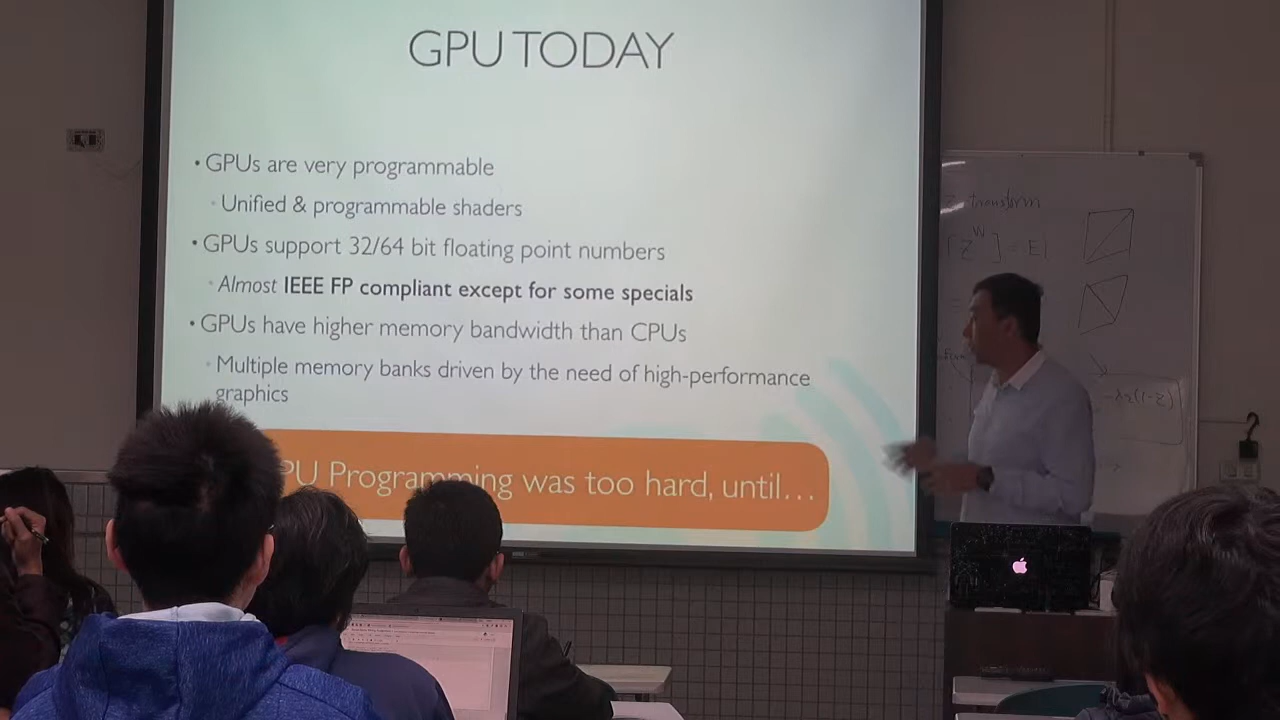 GPU TODAY
• GPUs are very programmable
• Unified & programmable shaders
• GPUs support 32/64 bit floating point numbers
• Almost IEEE FP compliant except for some specials
• GPUs have higher memory bandwidth than CPUs
• Multiple memory banks driven by the need of high-performance
graphics
PU Programming was too hard, until...
transform